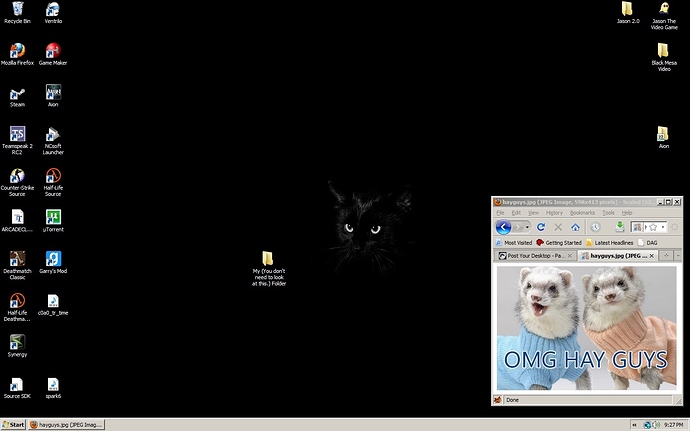 Recycle Bin
Ventrilo
Mozilla Firefox
Game Maker
Steam
Aion
Teamspeak 2
RC2
NCsoft
Launcher
Counter-Strike
Source
Half-Life
Source
ARCADECL...
µTorrent
Deathmatch
Classic
Garry's Mod
Half-Life
Deathma...
c0a0_tr_time
Synergy
Source SDK
spark6
My (You don't
need to look
at this.) Folder
Jason 2.0
Jason The
Video Game
Black Mesa
Video
Aion
hayguys.jpg (JPEG Image, 598x413 pixels) - Scaled
File Edit View History Bookmarks Tools Help
Most Visited Getting Started Latest Headlines DAG
Post Your Desktop - Pa...
hayguys.jpg (JPEG ...
OMG HAY GUYS
Done
Start
hayguys.jpg (JPEG Imag...
9:27 PM